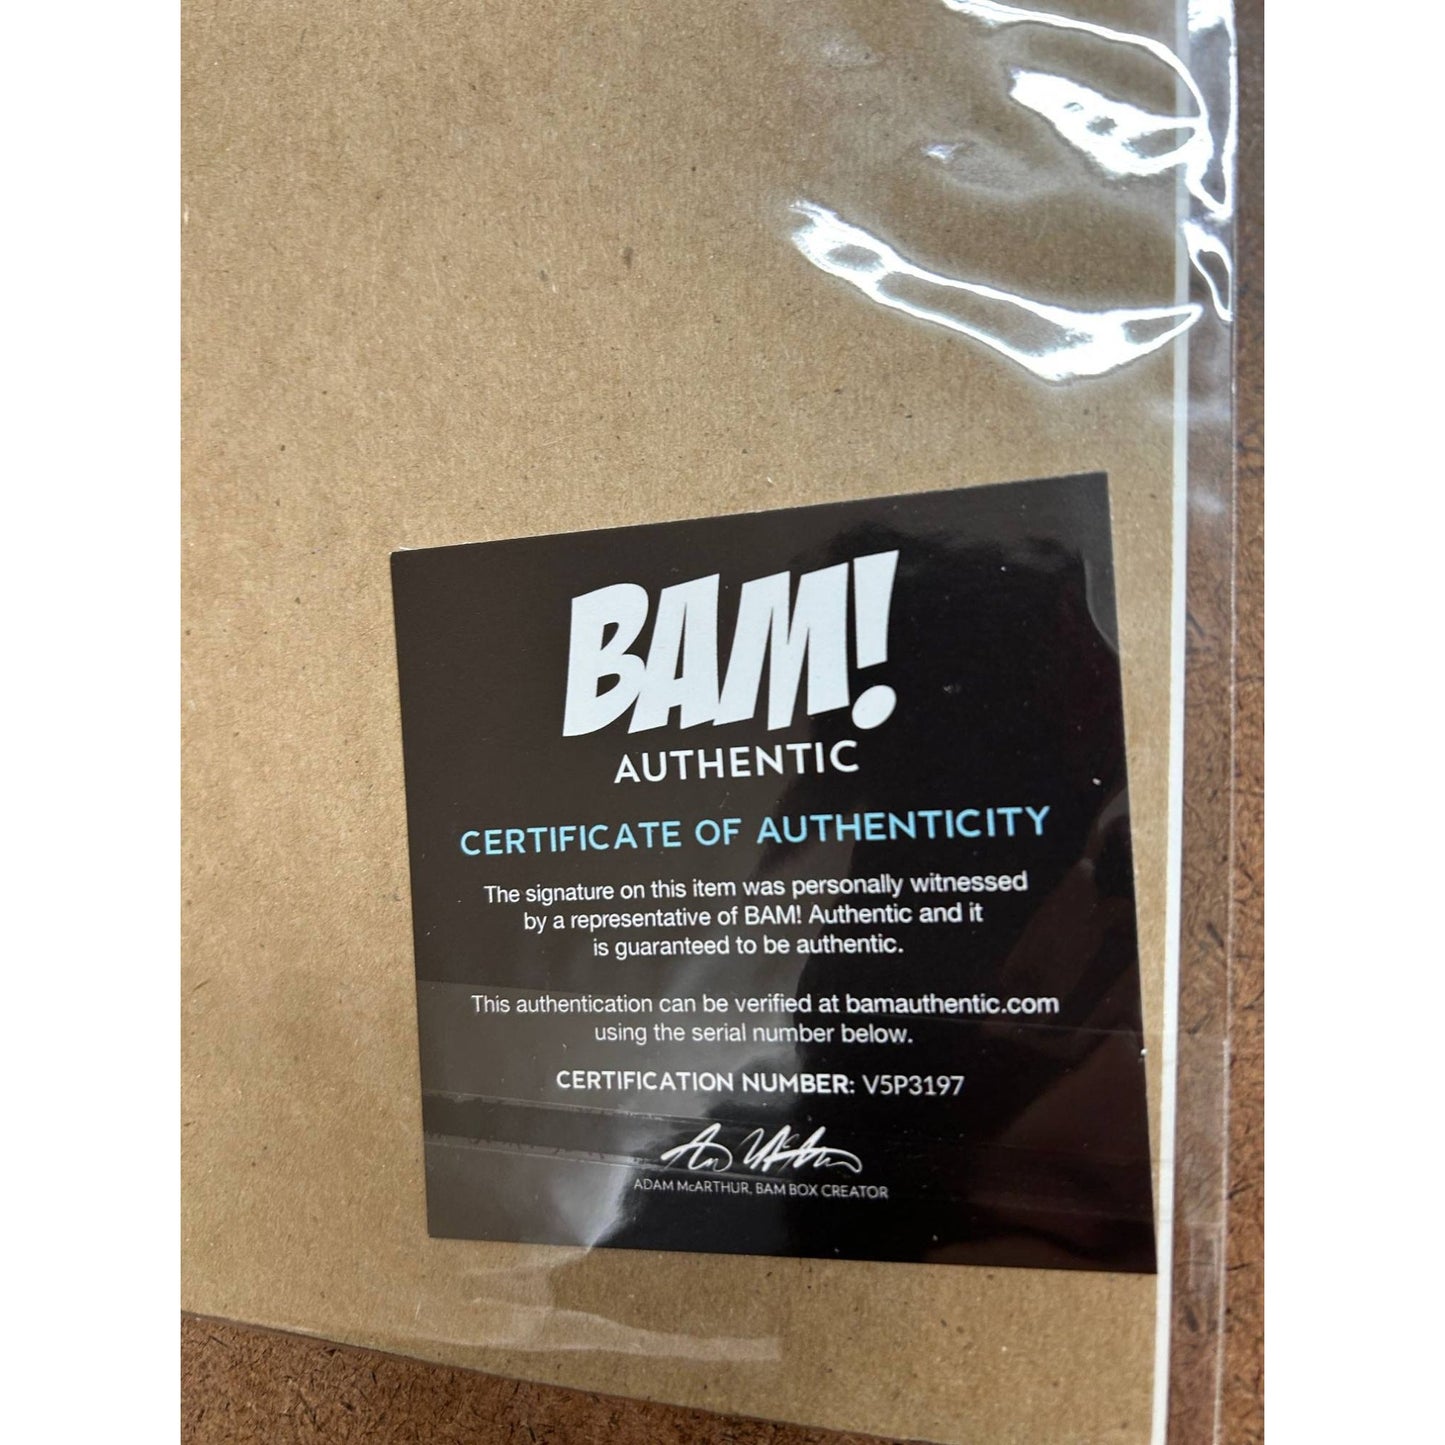 BAM!
AUTHENTIC
CERTIFICATE OF AUTHENTICITY
The signature on this item was personally witnessed
by a representative of BAM! Authentic and it
is guaranteed to be authentic.
This authentication can be verified at bamauthentic.com
using the serial number below.
CERTIFICATION NUMBER: V5P3197
ADAM McARTHUR, BAM BOX CREATOR